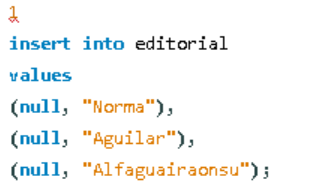 1
insert into editorial
values
(null, "Norma"),
(null, "Aguilar"),
(null, "Alfaguairaonsu");